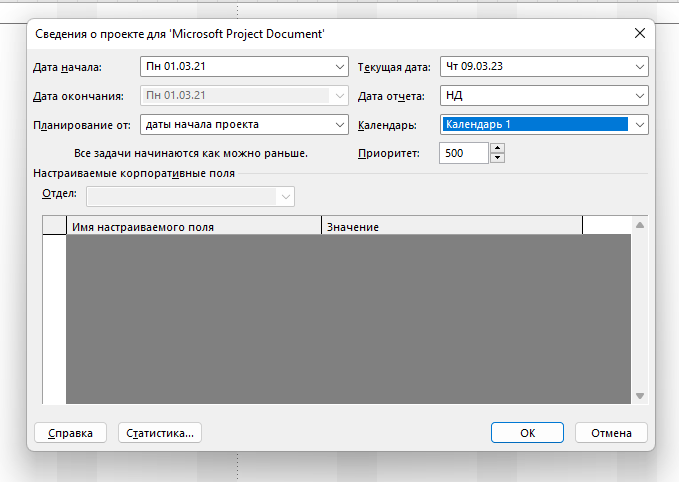 Сведения о проекте для 'Microsoft Project Document'
Дата начала: Пн 01.03.21 Текущая дата: Чт 09.03.23
Дата окончания: Пн 01.03.21 Дата отчета: НД
Планирование от: даты начала проекта Календарь: Календарь 1
Все задачи начинаются как можно раньше. Приоритет: 500
Настраиваемые корпоративные поля
Отдел:
Имя настраиваемого поля Значение
Справка Статистика... ОК Отмена